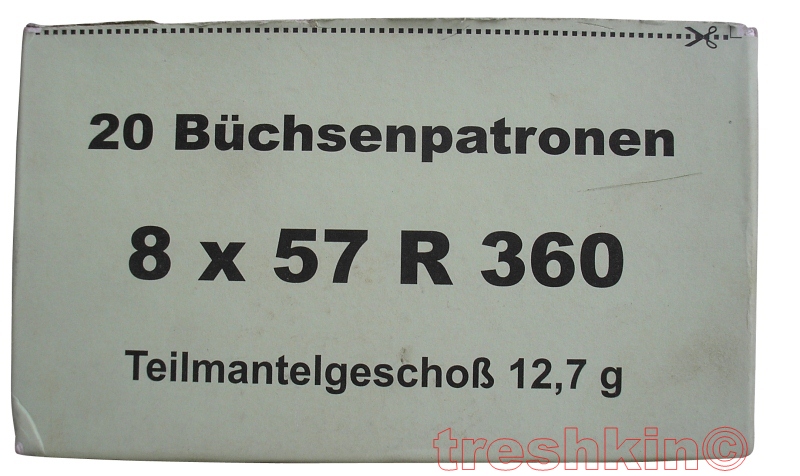 20 Büchsenpatronen
8 x 57 R 360
Teilmantelgeschoß 12,7 g
treshkin©